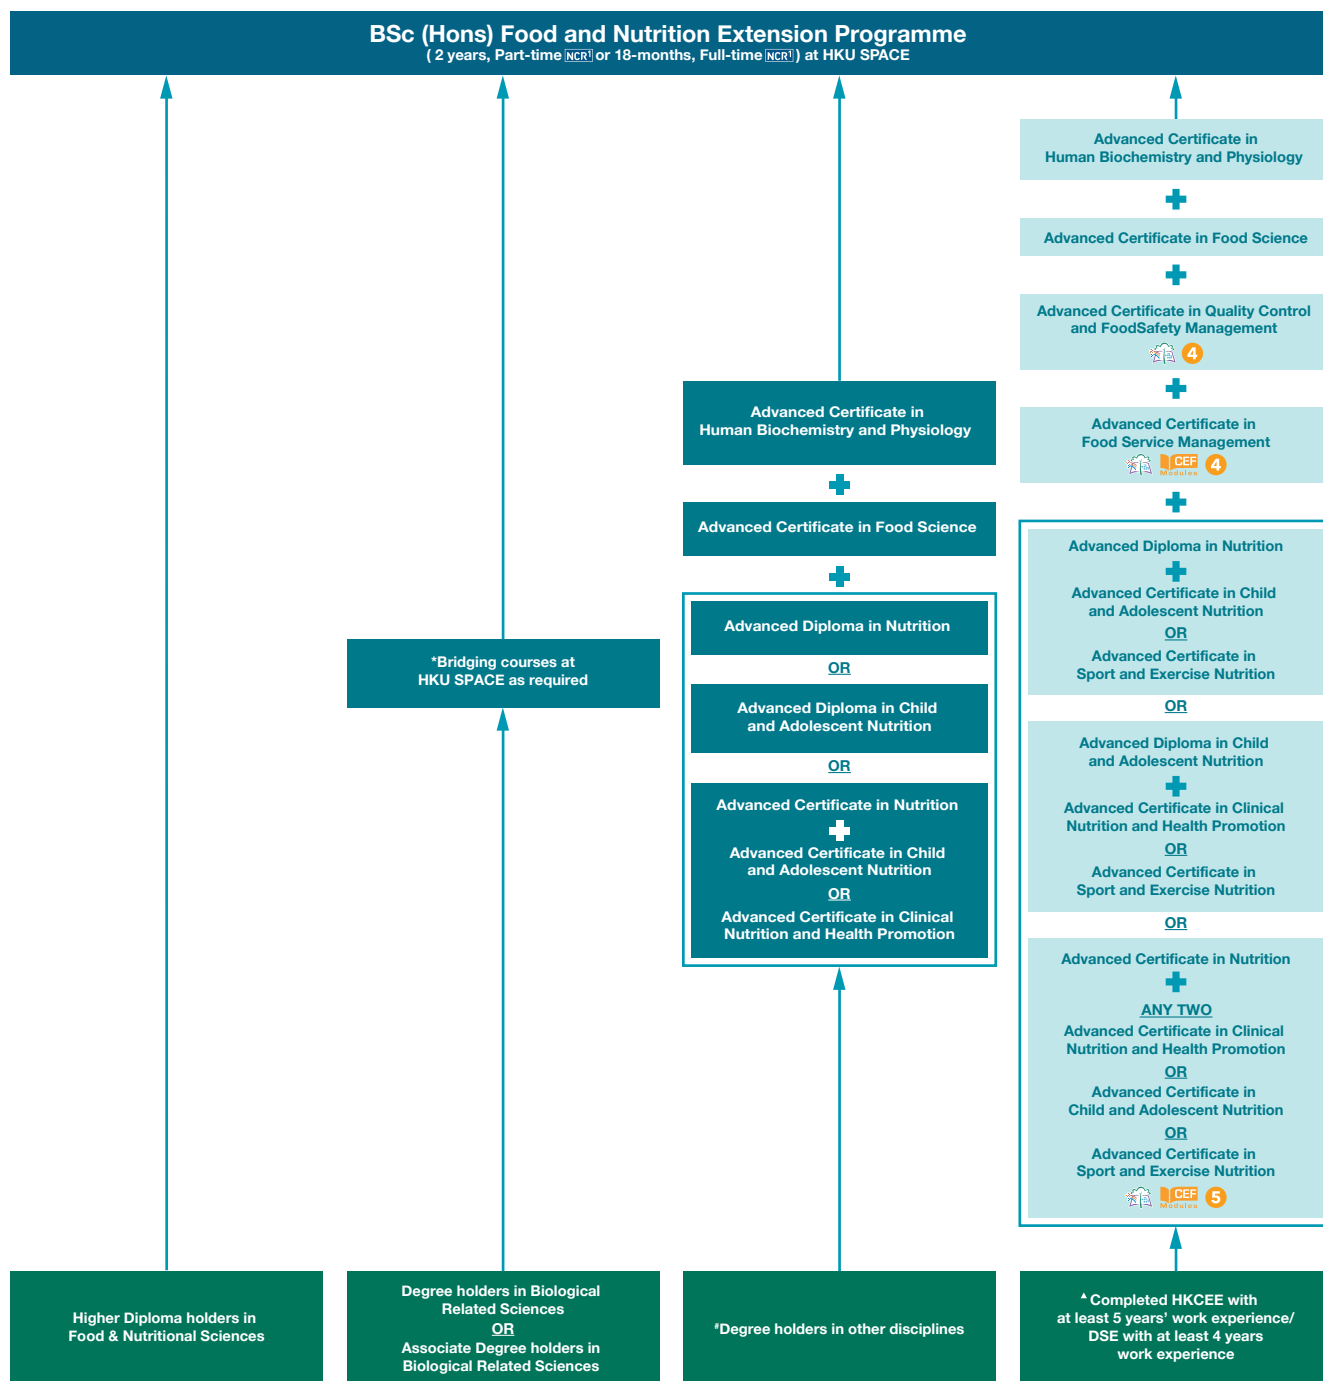 BSc (Hons) Food and Nutrition Extension Programme
( 2 years, Part-time NCR¹ or 18-months, Full-time NCR¹ ) at HKU SPACE
Advanced Certificate in
Human Biochemistry and Physiology
Advanced Certificate in Food Science
Advanced Certificate in Quality Control
and FoodSafety Management
4
Advanced Certificate in
Food Service Management
CEF
Modules
4
Advanced Diploma in Nutrition
Advanced Certificate in Child
and Adolescent Nutrition
OR
Advanced Certificate in
Sport and Exercise Nutrition
OR
Advanced Diploma in Child
and Adolescent Nutrition
Advanced Certificate in Clinical
Nutrition and Health Promotion
OR
Advanced Certificate in
Sport and Exercise Nutrition
OR
Advanced Certificate in Nutrition
ANY TWO
Advanced Certificate in Clinical
Nutrition and Health Promotion
OR
Advanced Certificate in
Child and Adolescent Nutrition
OR
Advanced Certificate in
Sport and Exercise Nutrition
CEF
Modules
5
Advanced Certificate in
Human Biochemistry and Physiology
Advanced Certificate in Food Science
Advanced Diploma in Nutrition
OR
Advanced Diploma in Child
and Adolescent Nutrition
OR
Advanced Certificate in Nutrition
Advanced Certificate in Child
and Adolescent Nutrition
OR
Advanced Certificate in Clinical
Nutrition and Health Promotion
*Bridging courses at
HKU SPACE as required
Higher Diploma holders in
Food & Nutritional Sciences
Degree holders in Biological
Related Sciences
OR
Associate Degree holders in
Biological Related Sciences
#Degree holders in other disciplines
▲ Completed HKCEE with
at least 5 years' work experience/
DSE with at least 4 years
work experience